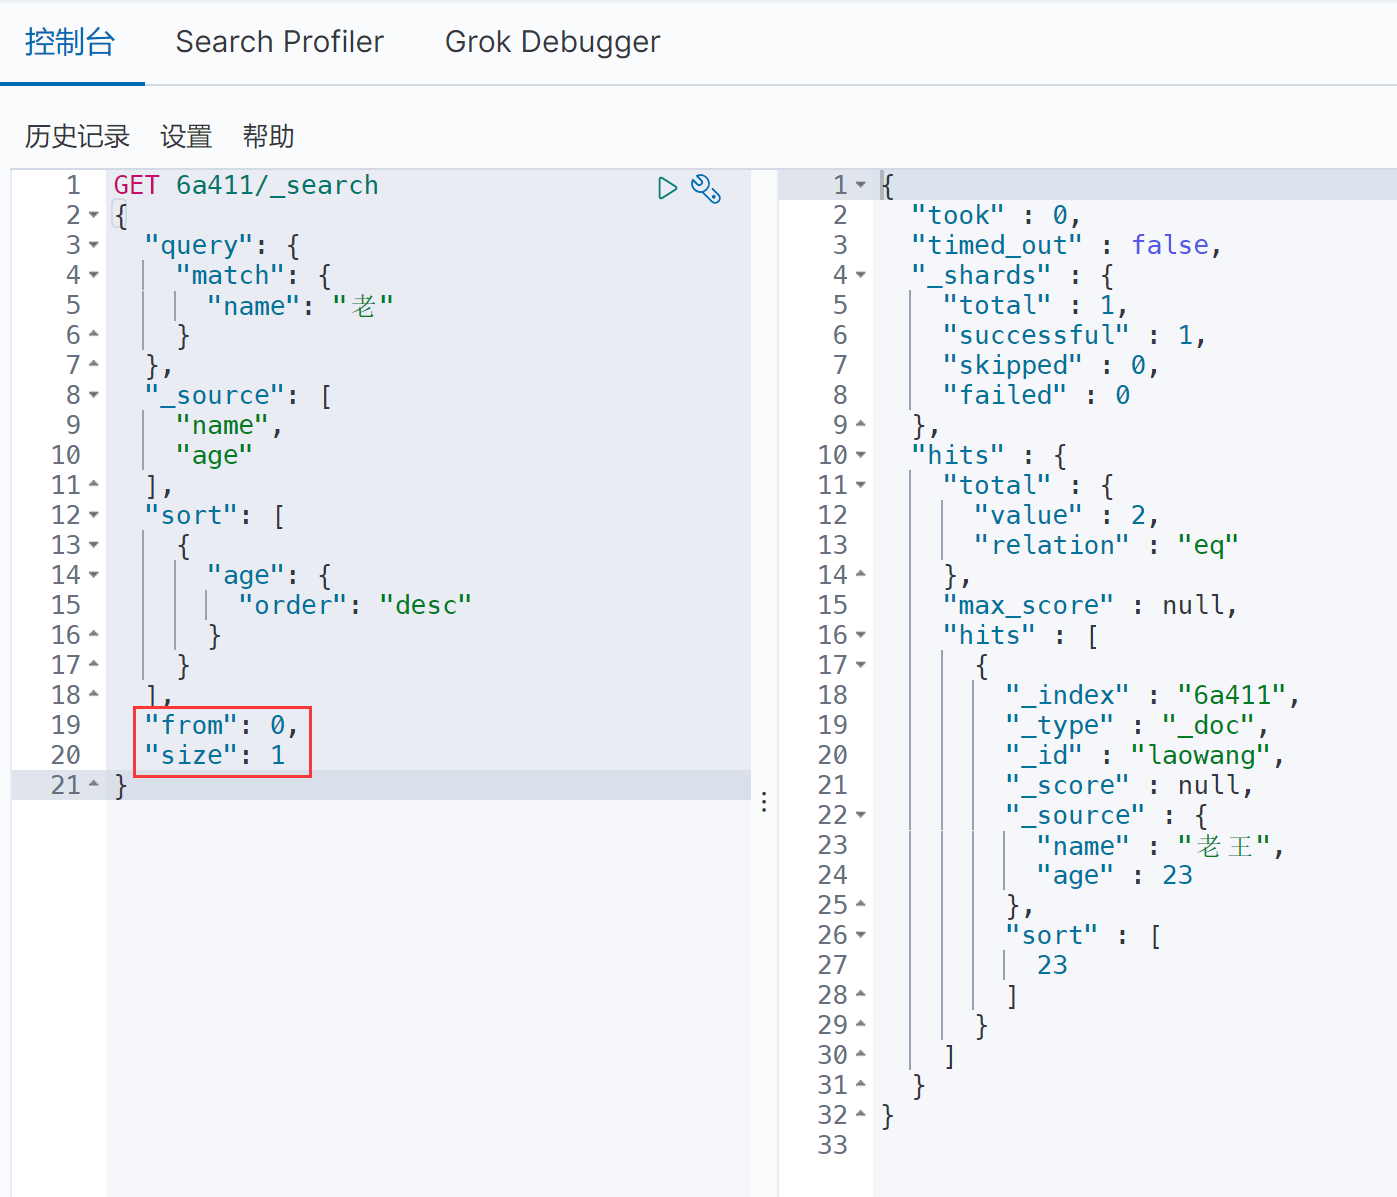 控制台 Search Profiler Grok Debugger
历史记录 设置 帮助
1 GET 6a411/_search
2 {
3 "query": {
4 "match": {
5 "name": "老"
6 }
7 },
8 "_source": [
9 "name",
10 "age"
11 ],
12 "sort": [
13 {
14 "age": {
15 "order": "desc"
16 }
17 }
18 ],
19 "from": 0,
20 "size": 1
21 }
1 {
2 "took" : 0,
3 "timed_out" : false,
4 "_shards" : {
5 "total" : 1,
6 "successful" : 1,
7 "skipped" : 0,
8 "failed" : 0
9 },
10 "hits" : {
11 "total" : {
12 "value" : 2,
13 "relation" : "eq"
14 },
15 "max_score" : null,
16 "hits" : [
17 {
18 "_index" : "6a411",
19 "_type" : "_doc",
20 "_id" : "laowang",
21 "_score" : null,
22 "_source" : {
23 "name" : "老王",
24 "age" : 23
25 },
26 "sort" : [
27 23
28 ]
29 }
30 ]
31 }
32 }
33